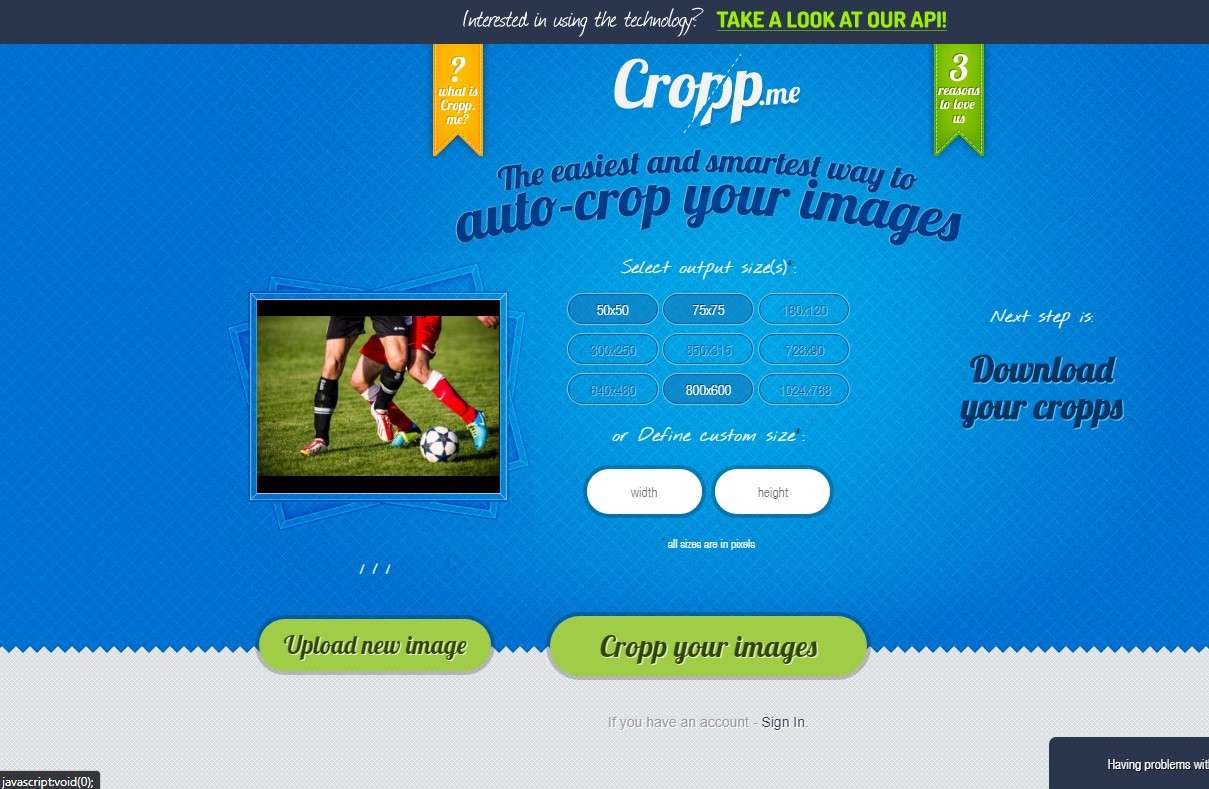 Interested in using the technology? TAKE A LOOK AT OUR API!
?
what is
Cropp.
me?
Cropp.me
3
reasons
to love
us
The easiest and smartest way to
auto-crop your images
Select output size(s)*:
50x50 75x75 160x120
300x250 850x315 728x90
640x480 800x600 1024x768
Next step is:
Download
your cropps
or Define custom size*:
width height
* all sizes are in pixels
/ / /
Upload new image
Cropp your images
If you have an account - Sign In.
Having problems wit
javascript:void(0);